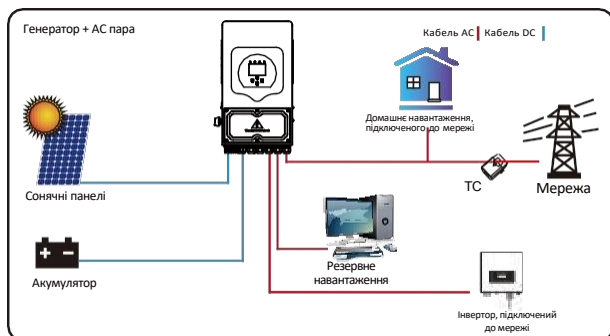 Генератор + АС пара
Кабель АС Кабель DC
Домашнє навантаження,
підключеного до мережі
ТС
Мережа
Сонячні панелі
Акумулятор
Резервне
навантаження
Інвертор, підключений
до мережі